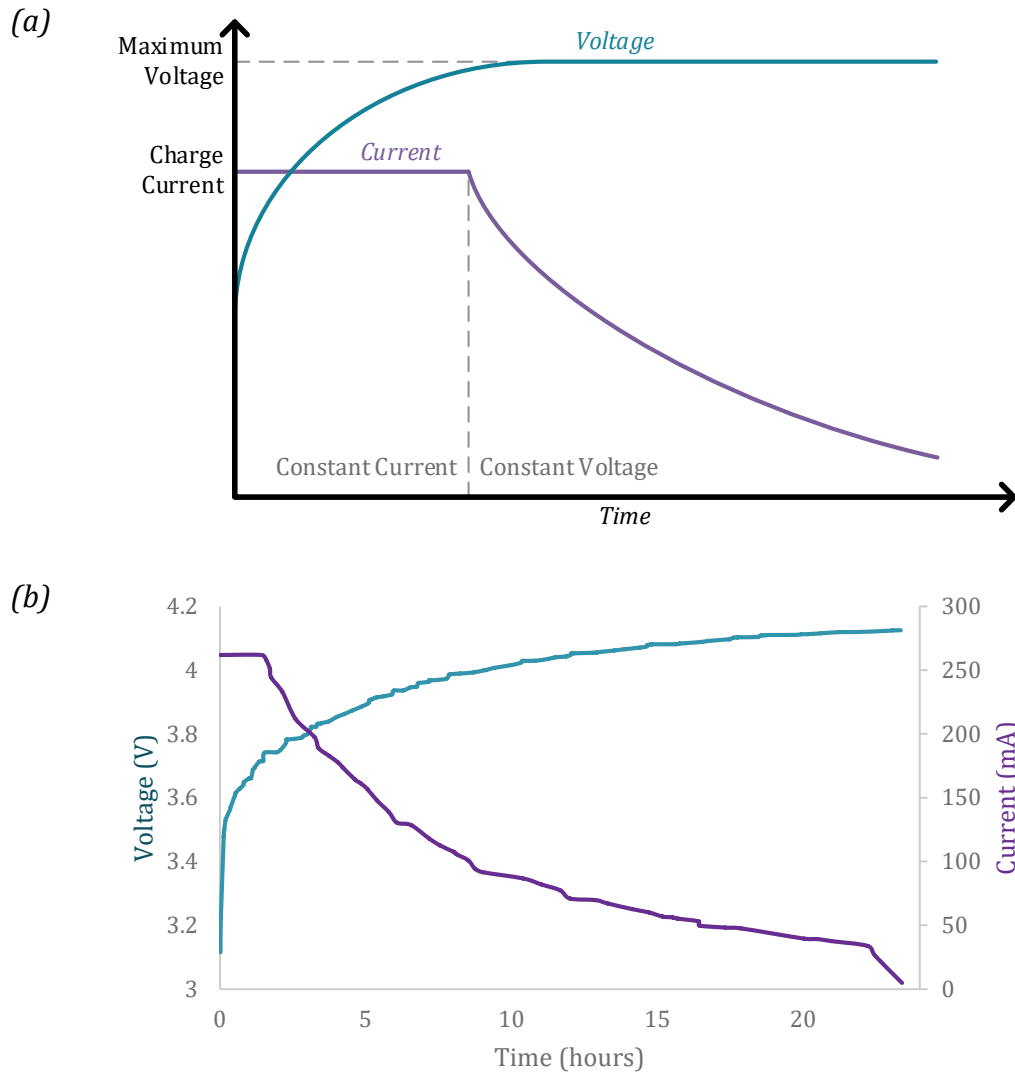 (a)
Maximum
Voltage
Voltage
Charge
Current
Current
Constant Current
Constant Voltage
Time
(b)
4.2
4
3.8
3.6
3.4
3.2
3
Voltage (V)
300
250
200
150
100
50
0
Current (mA)
0
5
10
15
20
Time (hours)